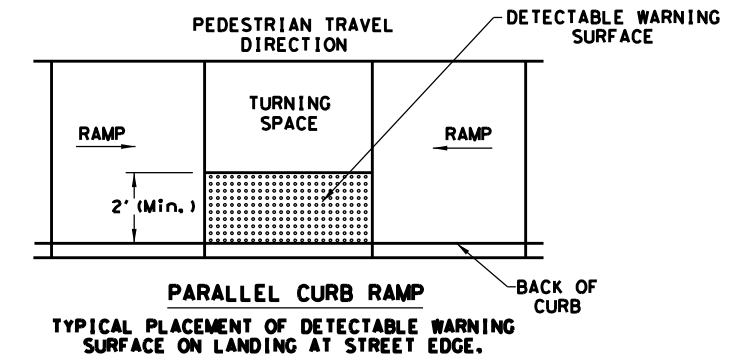 PEDESTRIAN TRAVEL
DIRECTION
DETECTABLE WARNING
SURFACE
TURNING
SPACE
RAMP
RAMP
2' (Min.)
BACK OF
CURB
PARALLEL CURB RAMP
TYPICAL PLACEMENT OF DETECTABLE WARNING
SURFACE ON LANDING AT STREET EDGE.